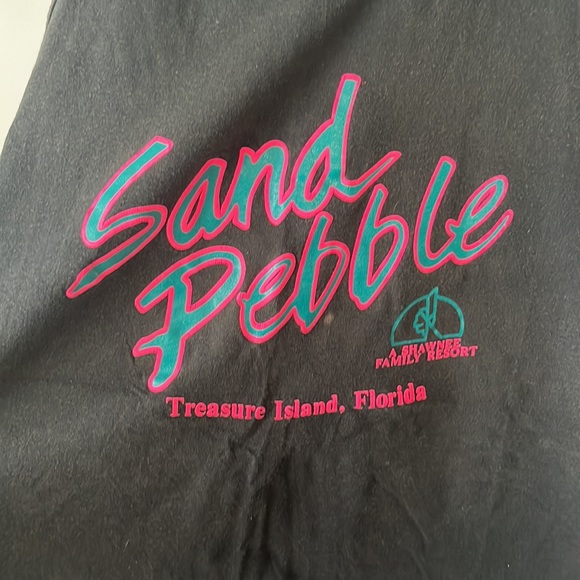 Sand
Pebble
A SHAWNEE
FAMILY RESORT
Treasure Island, Florida